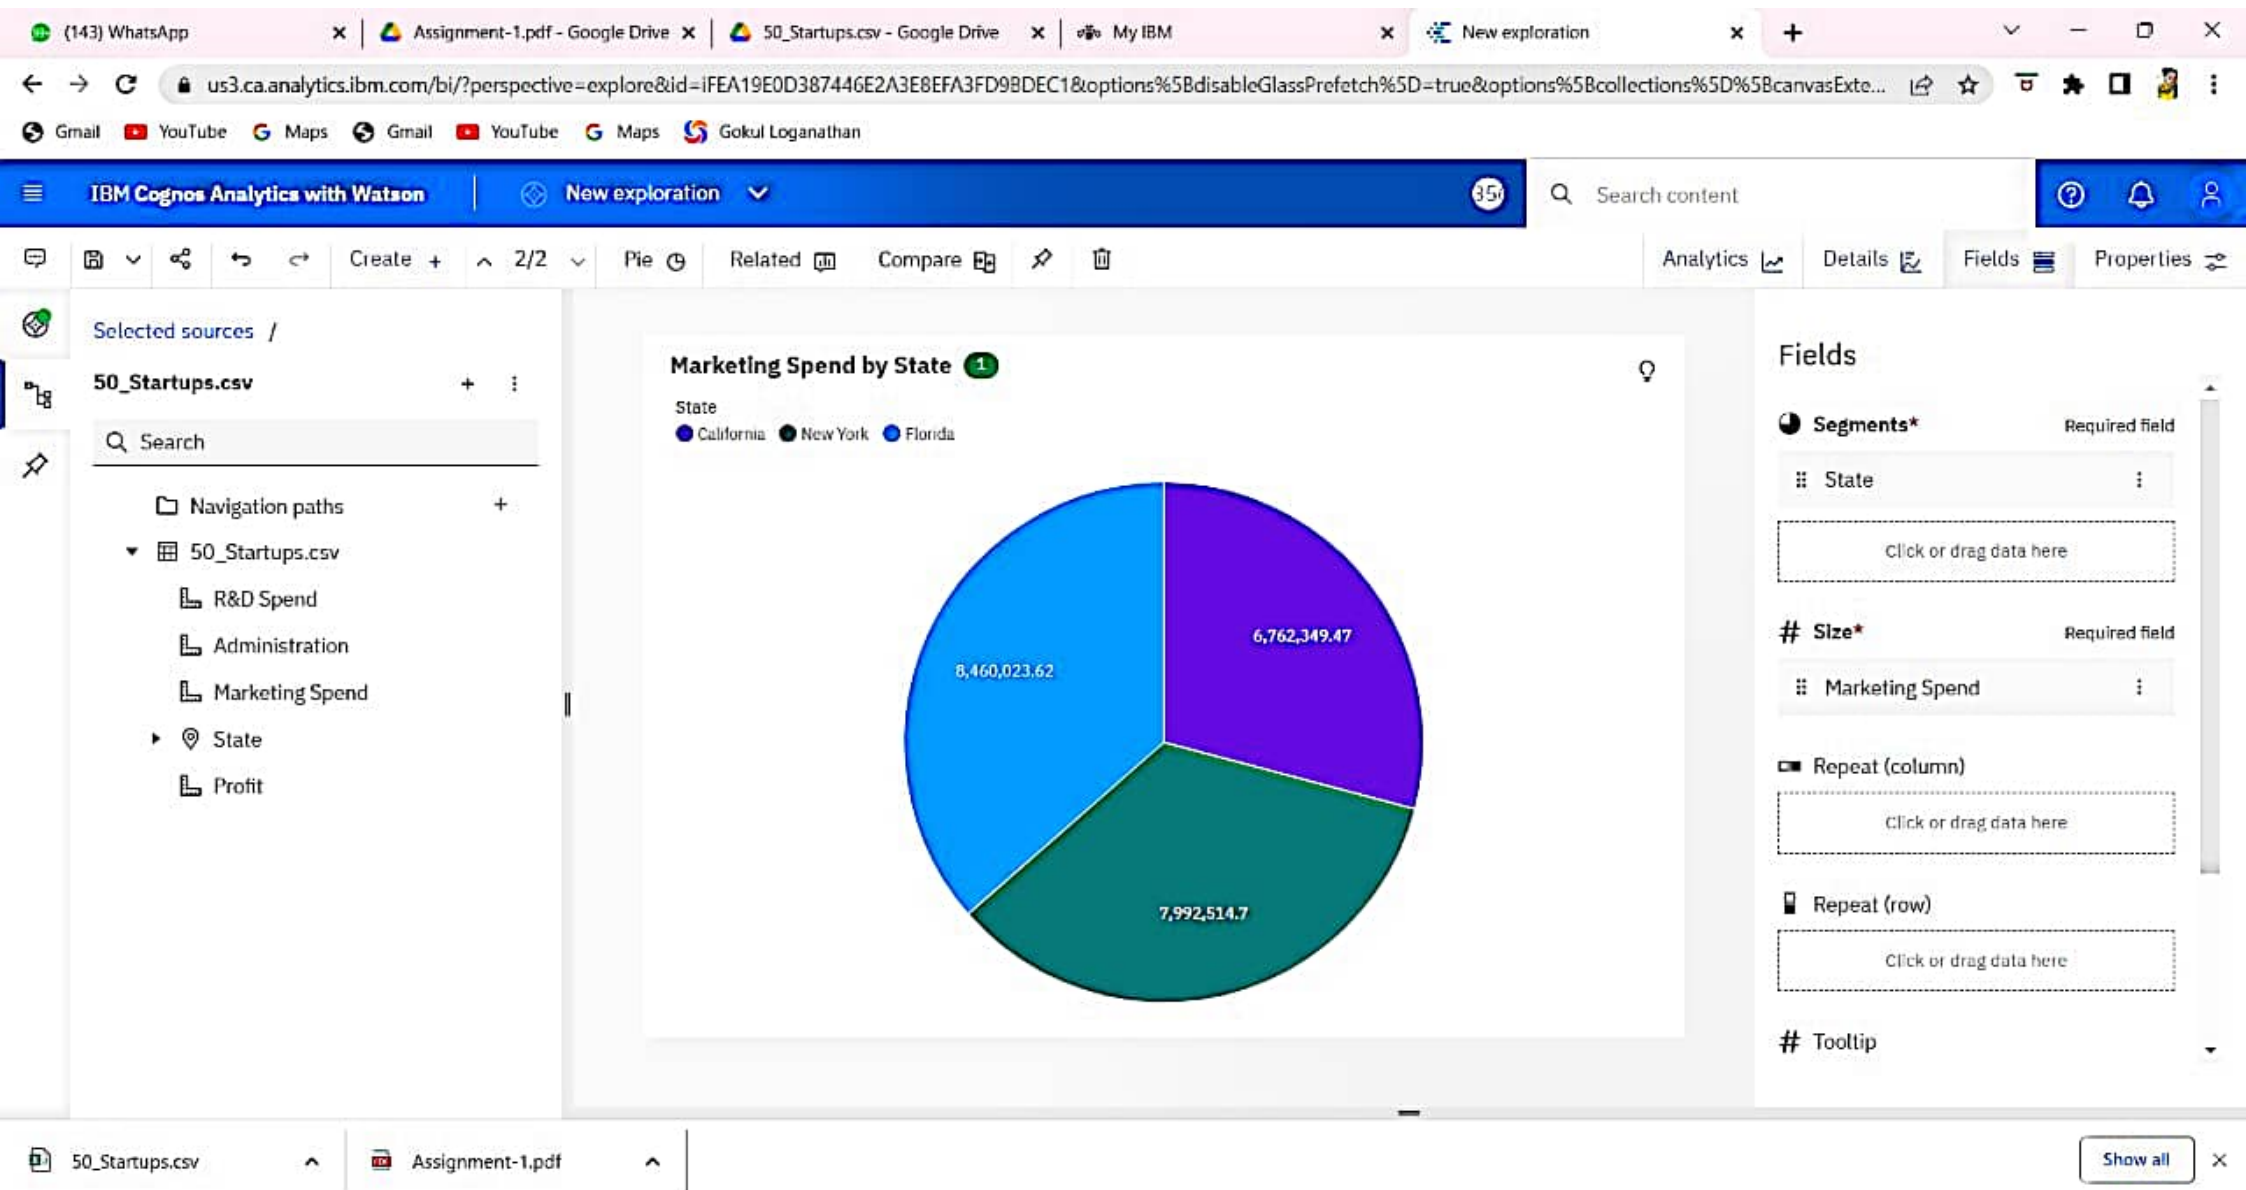 (143) WhatsApp
Assignment-1.pdf - Google Drive
50_Startups.csv - Google Drive
My IBM
New exploration
us3.ca.analytics.ibm.com/bi/?perspective=explore&id=iFEA19E0D387446E2A3E8EFA3FD9BDEC1&options%5BdisableGlassPrefetch%5D=true&options%5Bcollections%5D%5BcanvasExte...
Gmail YouTube Maps Gmail YouTube Maps Gokul Loganathan
IBM Cognos Analytics with Watson New exploration Search content
Create 2/2 Pie Related Compare Analytics Details Fields Properties
Selected sources /
50_Startups.csv
Search
Navigation paths
50_Startups.csv
R&D Spend
Administration
Marketing Spend
State
Profit
Marketing Spend by State 1
State
California New York Florida
6,762,349.47
8,460,023.62
7,992,514.7
Fields
Segments* Required field
State
Click or drag data here
Size* Required field
Marketing Spend
Repeat (column)
Click or drag data here
Repeat (row)
Click or drag data here
Tooltip
50_Startups.csv
Assignment-1.pdf
Show all